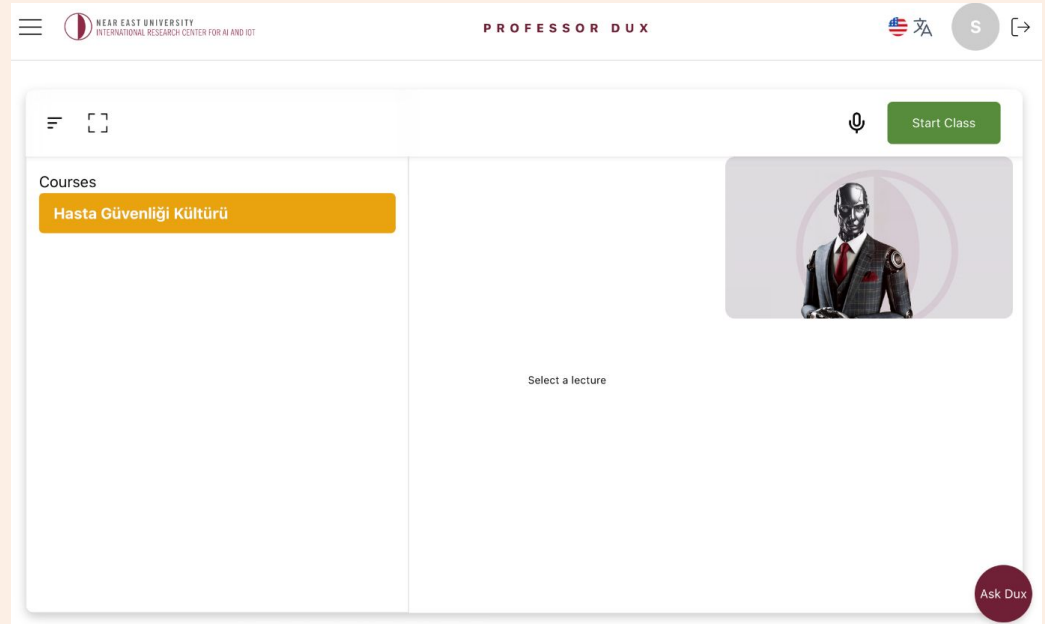 NEAR EAST UNIVERSITY
INTERNATIONAL RESEARCH CENTER FOR AI AND IOT
PROFESSOR DUX
S
Start Class
Courses
Hasta Güvenliği Kültürü
Select a lecture
Ask Dux